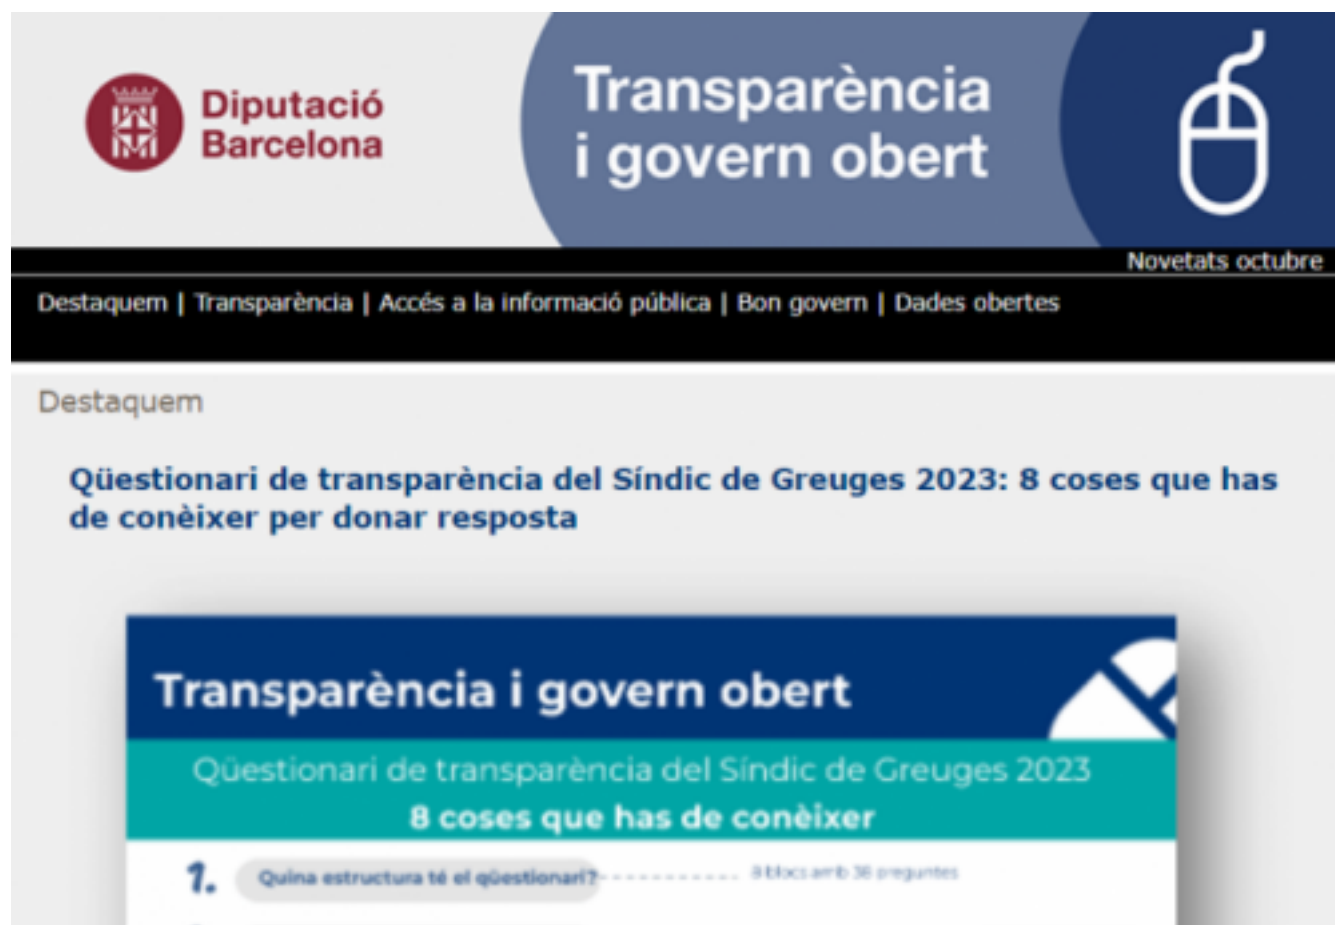 Diputació
Barcelona
Transparència
i govern obert
Novetats octubre
Destaquem | Transparència | Accés a la informació pública | Bon govern | Dades obertes
Destaquem
Qüestionari de transparència del Síndic de Greuges 2023: 8 coses que has
de conèixer per donar resposta
Transparència i govern obert
Qüestionari de transparència del Síndic de Greuges 2023
8 coses que has de conèixer
1. Quina estructura té el qüestionari? 8 blocs amb 36 preguntes